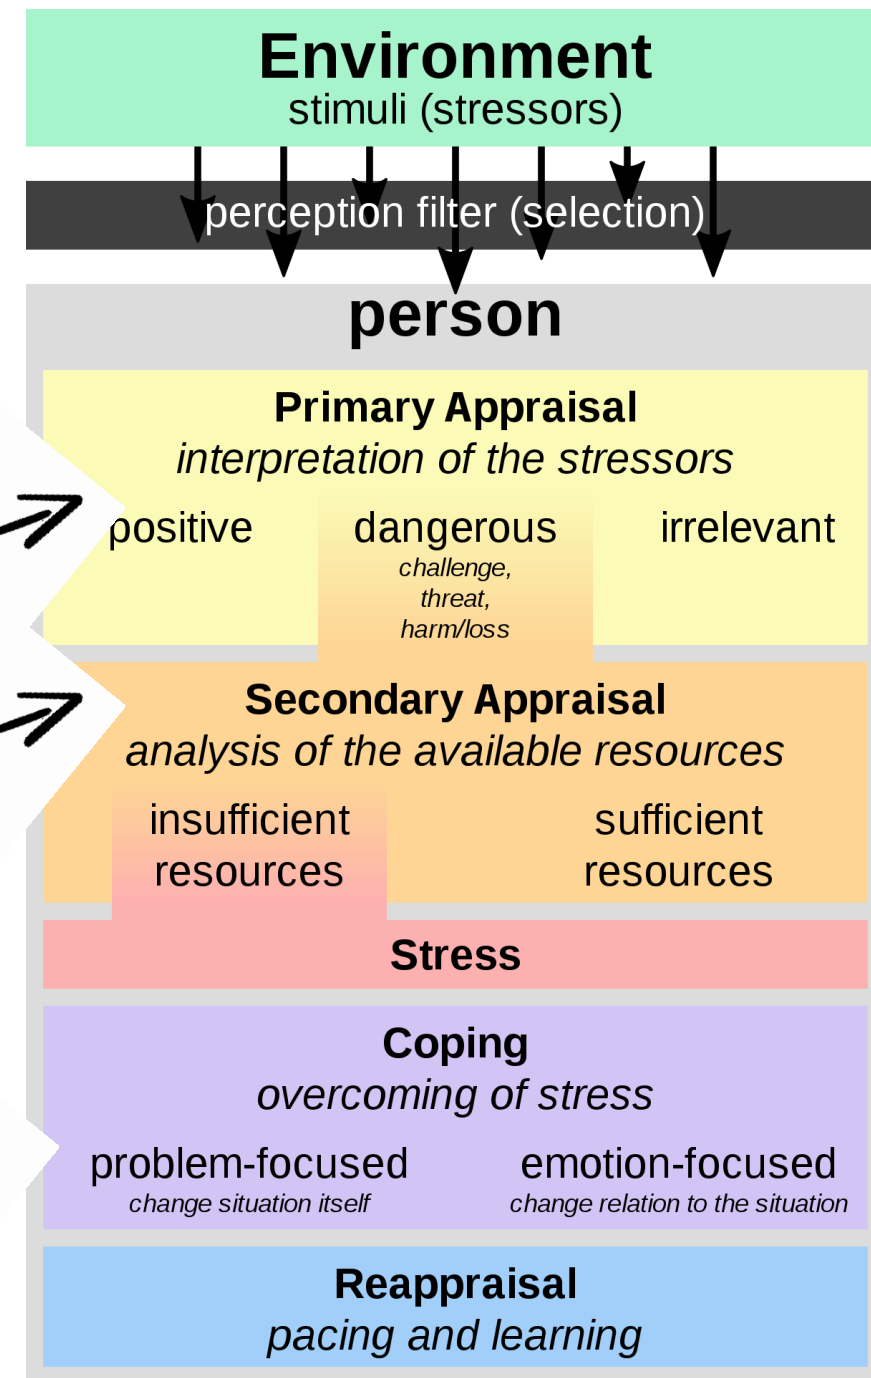 Environment
stimuli (stressors)
perception filter (selection)
person
Primary Appraisal
interpretation of the stressors
positive dangerous irrelevant
challenge,
threat,
harm/loss
Secondary Appraisal
analysis of the available resources
insufficient sufficient
resources resources
Stress
Coping
overcoming of stress
problem-focused emotion-focused
change situation itself change relation to the situation
Reappraisal
pacing and learning